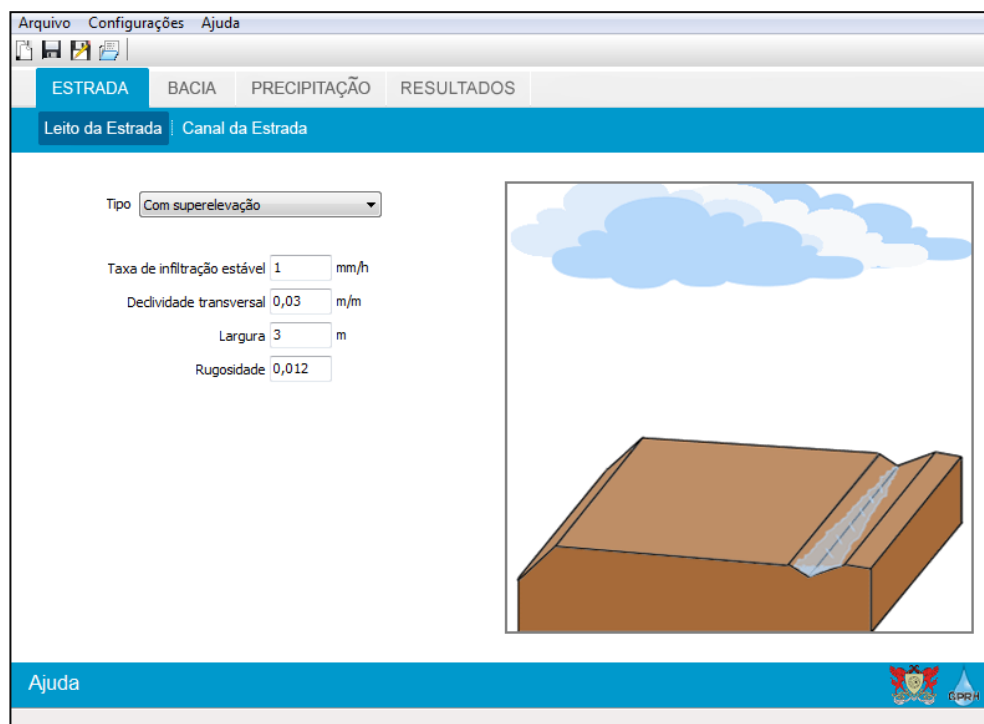 Arquivo Configurações Ajuda
ESTRADA BACIA PRECIPITAÇÃO RESULTADOS
Leito da Estrada Canal da Estrada
Tipo Com superelevação
Taxa de infiltração estável 1 mm/h
Declividade transversal 0,03 m/m
Largura 3 m
Rugosidade 0,012
Ajuda
GPRH